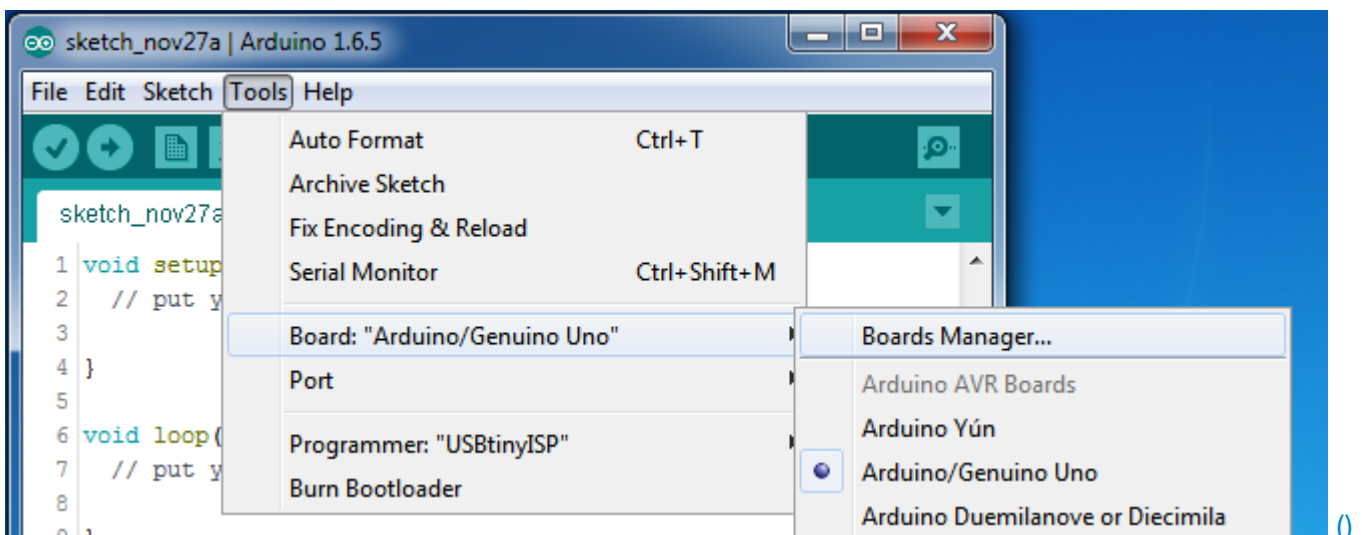 sketch_nov27a | Arduino 1.6.5
File Edit Sketch Tools Help
Auto Format Ctrl+T
Archive Sketch
sketch_nov27a
Fix Encoding & Reload
1 void setup
Serial Monitor Ctrl+Shift+M
2 // put y
3
Board: "Arduino/Genuino Uno"
Boards Manager...
4 }
Port
Arduino AVR Boards
5
6 void loop(
Programmer: "USBtinyISP"
Arduino Yún
7 // put y
Arduino/Genuino Uno
8
Burn Bootloader
Arduino Duemilanove or Diecimila
()